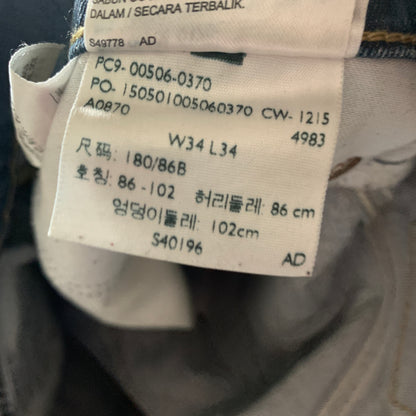 DALAM / SECARA TERBALIK.
S49778 AD
PC9- 00506-0370
PO- 150501005060370 CW- 1215
A0870 4983
W34 L34
尺码: 180/86B
호칭: 86 -102 허리둘레: 86 cm
엉덩이둘레: 102cm
S40196 AD